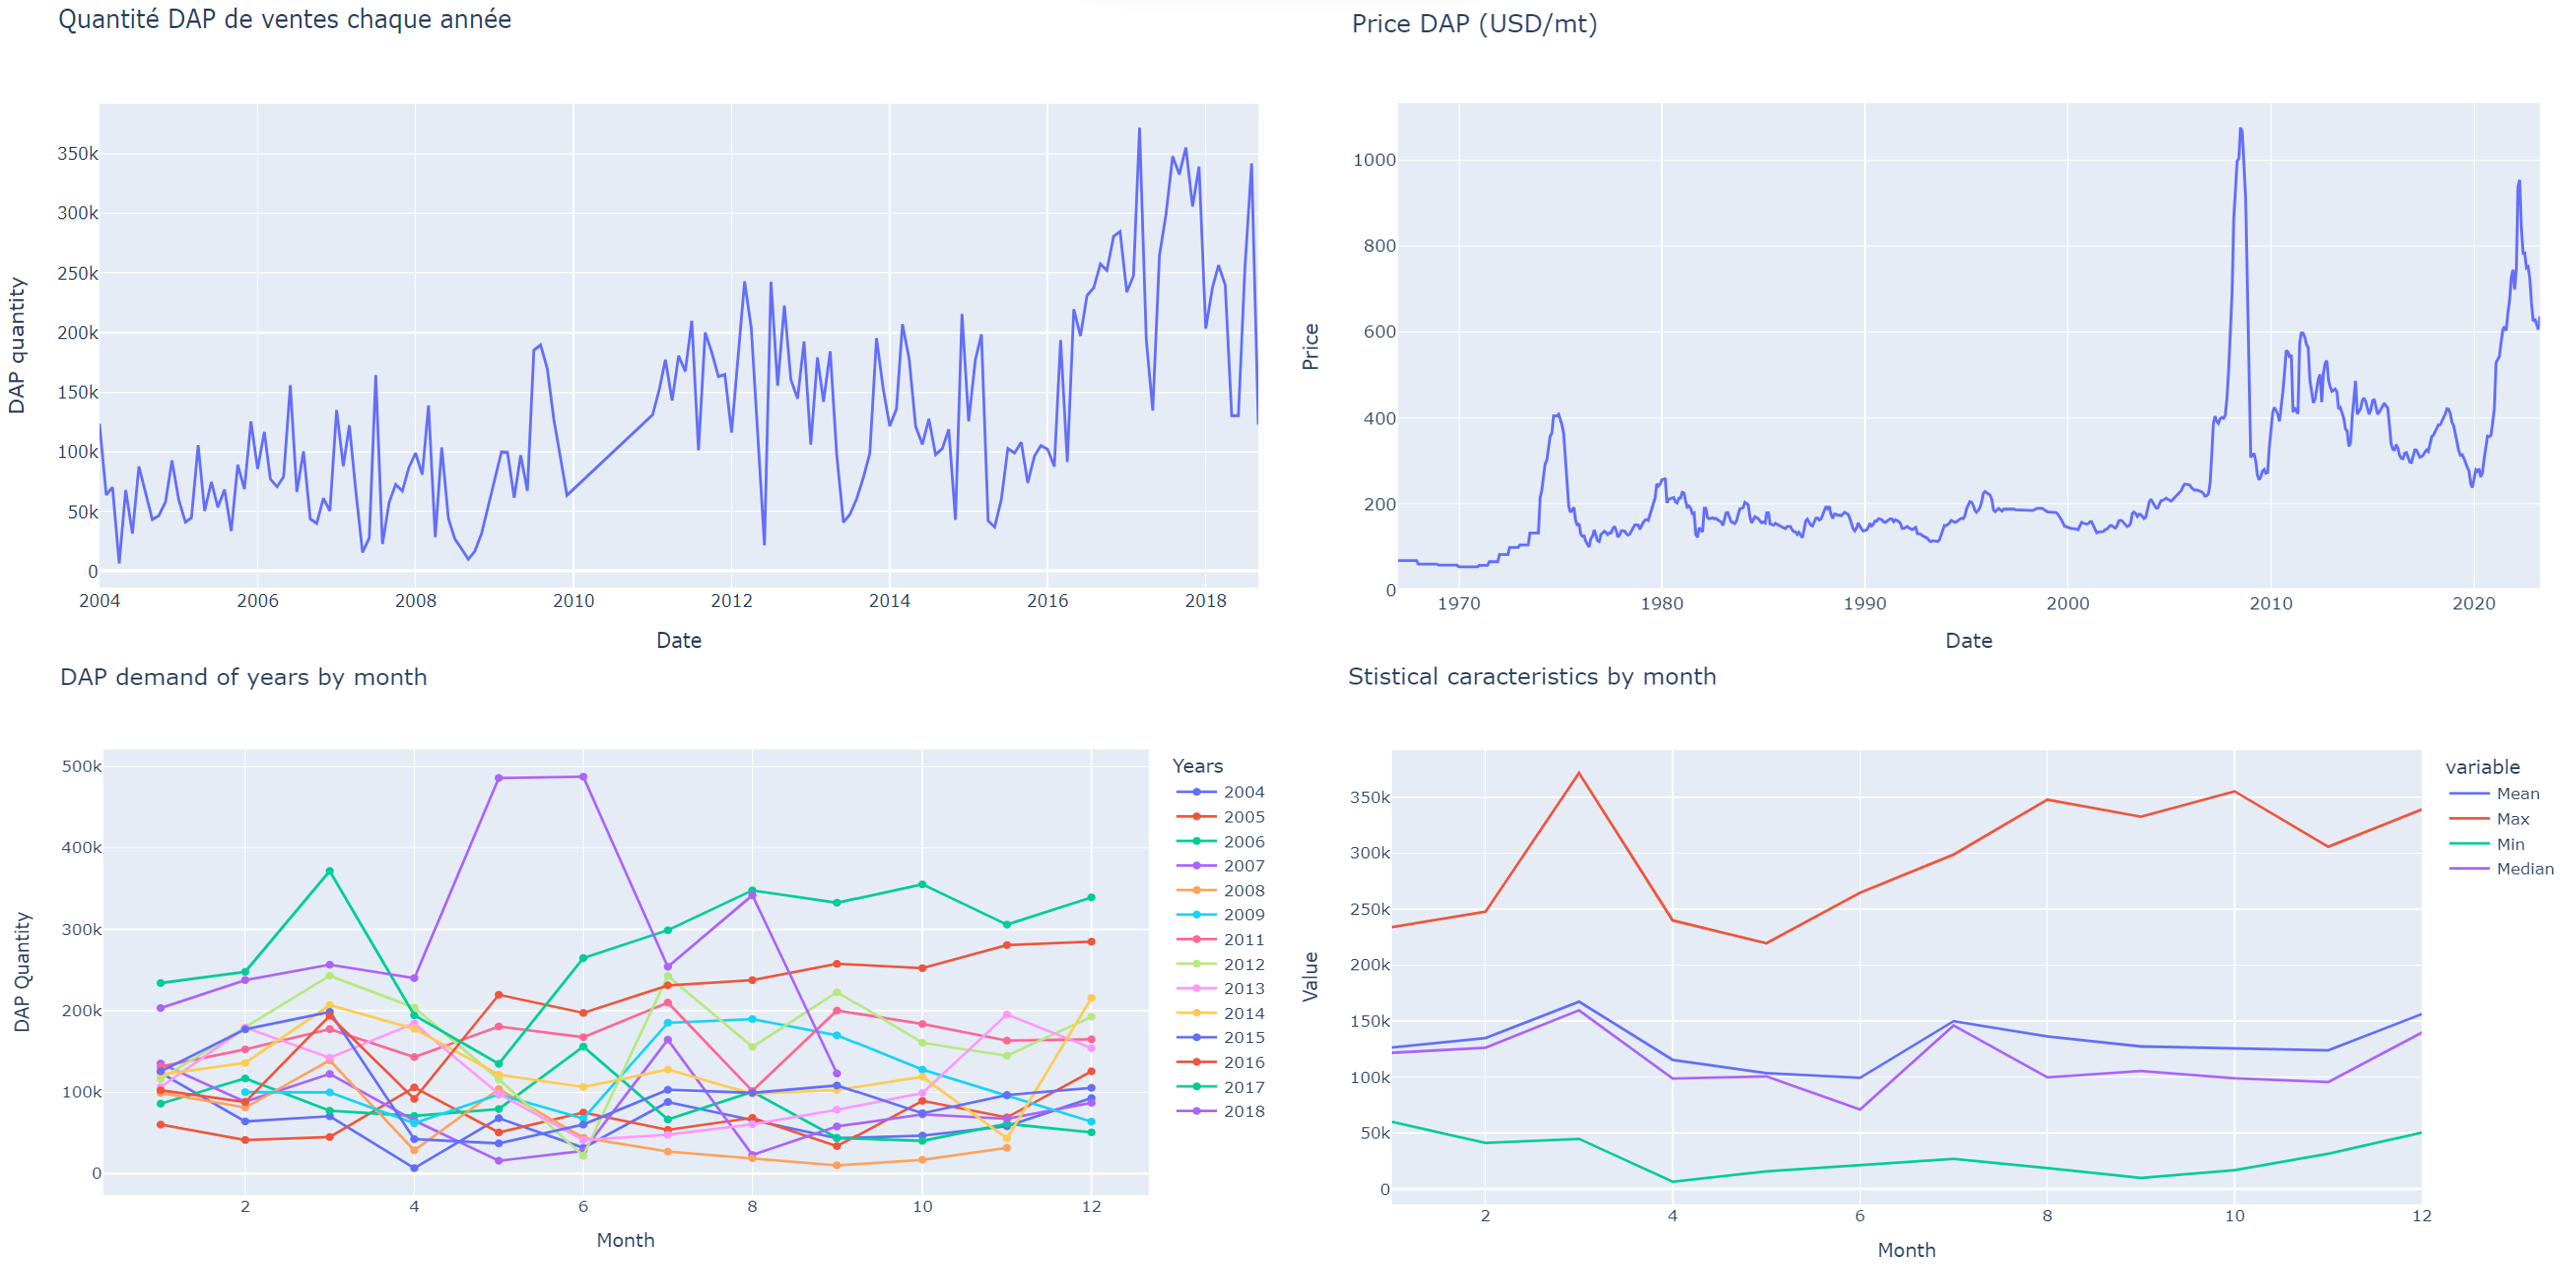 Quantité DAP de ventes chaque année
DAP quantity
350k
300k
250k
200k
150k
100k
50k
0
2004 2006 2008 2010 2012 2014 2016 2018
Date
Price DAP (USD/mt)
Price
1000
800
600
400
200
0
1970 1980 1990 2000 2010 2020
Date
DAP demand of years by month
DAP Quantity
500k
400k
300k
200k
100k
0
2 4 6 8 10 12
Month
Years
2004
2005
2006
2007
2008
2009
2011
2012
2013
2014
2015
2016
2017
2018
Stistical caracteristics by month
Value
350k
300k
250k
200k
150k
100k
50k
0
2 4 6 8 10 12
Month
variable
Mean
Max
Min
Median